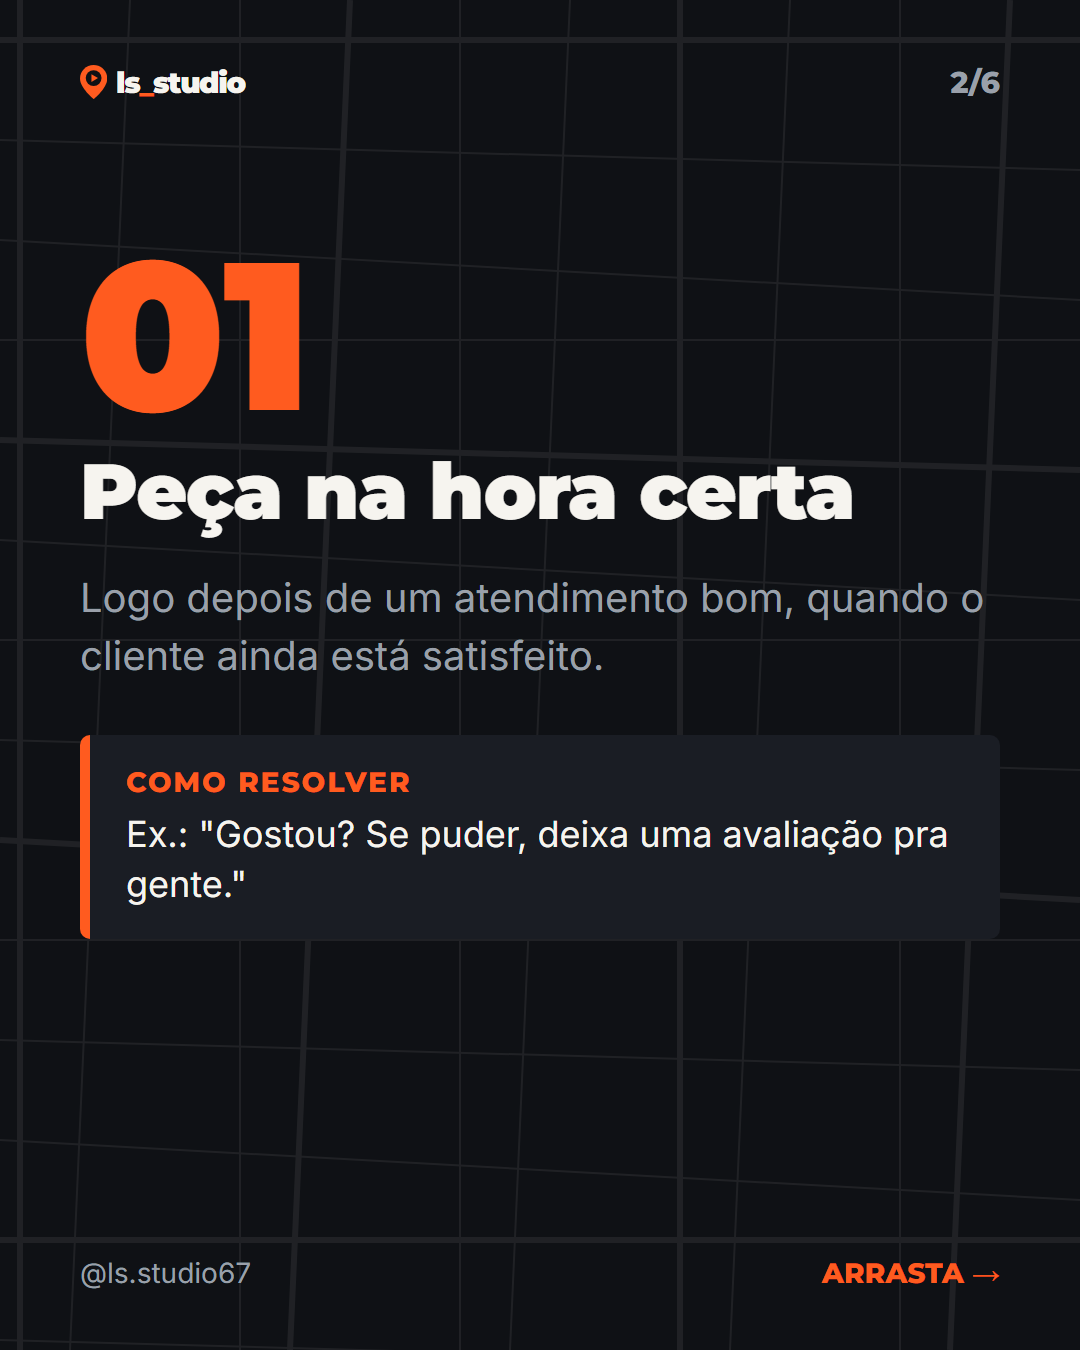 ls_studio
2/6
01
Peça na hora certa
Logo depois de um atendimento bom, quando o
cliente ainda está satisfeito.
COMO RESOLVER
Ex.: "Gostou? Se puder, deixa uma avaliação pra
gente."
@ls.studio67
ARRASTA →